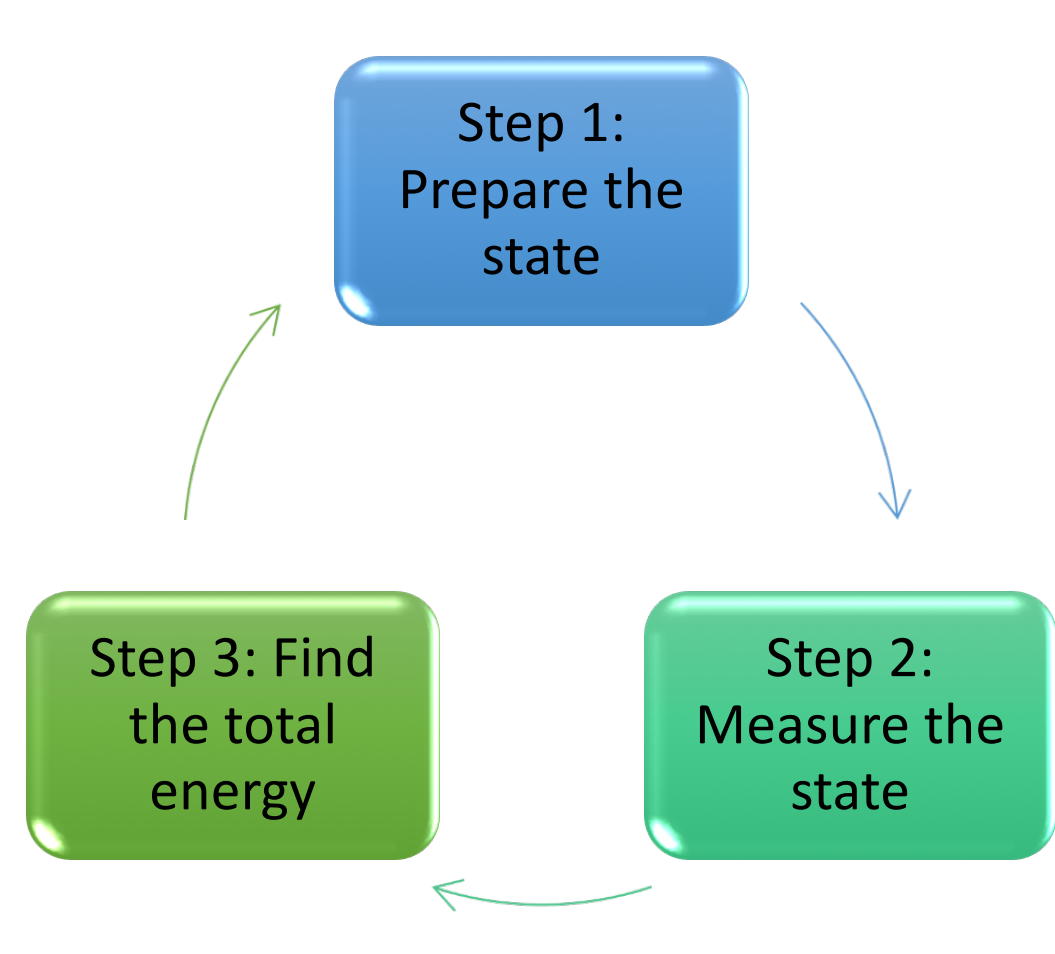 Step 1:
Prepare the
state
Step 2:
Measure the
state
Step 3: Find
the total
energy